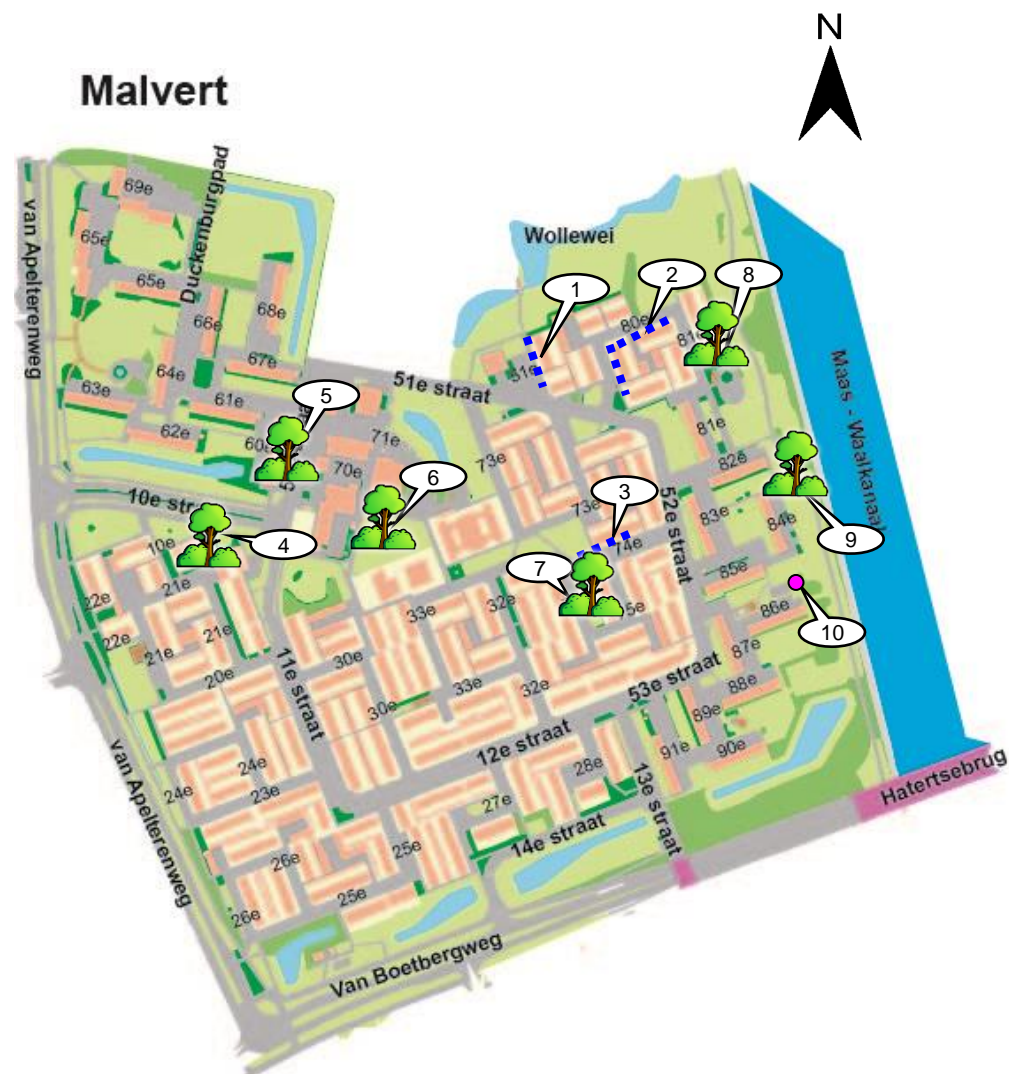 N
Malvert
van Apelterenweg
69e
Duckenburgpad
65e
65e
66e
68e
67e
64e
63e
61e
62e
60
Wollewei
1
2
8
80e
81
51e
51e straat
Maas - Waalkanaal
5
71e
70e
6
73e
81e
82e
10e str
4
10e
3
73e
74e
52e straat
83e
84e
9
7
5e
85e
86e
10
21e
22e
22e
21e
21e
20e
33e
32e
30e
30e
33e
32e
11e straat
87e
88e
53e straat
89e
90e
91e
12e straat
24e
24e
23e
28e
27e
13e straat
Hatertsebrug
van Apelterenweg
14e straat
25e
26e
25e
26e
Van Boetbergweg